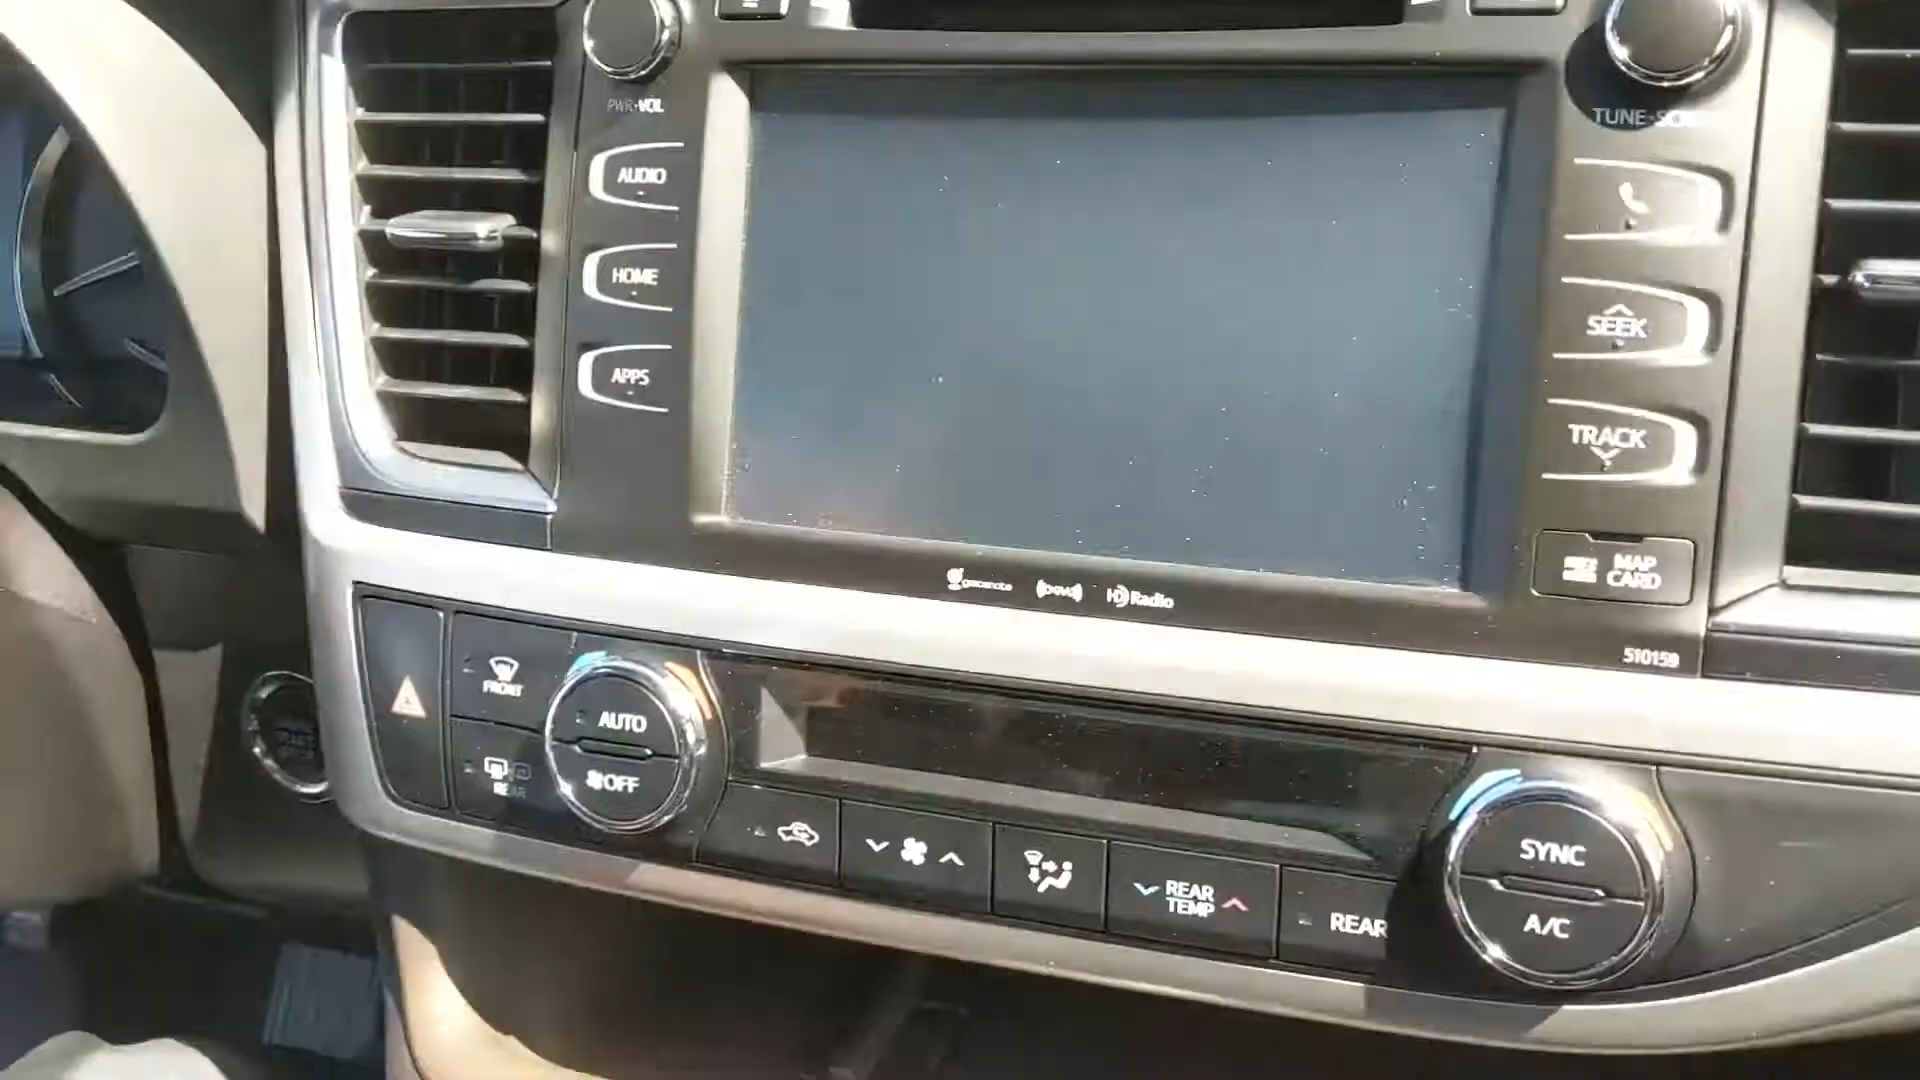 PWR•VOL
TUNE•
AUDIO
HOME
SEEK
APPS
TRACK
MAP
CARD
gracenote
HD Radio
510159
FRONT
AUTO
OFF
REAR
SYNC
REAR
TEMP
REAR
A/C